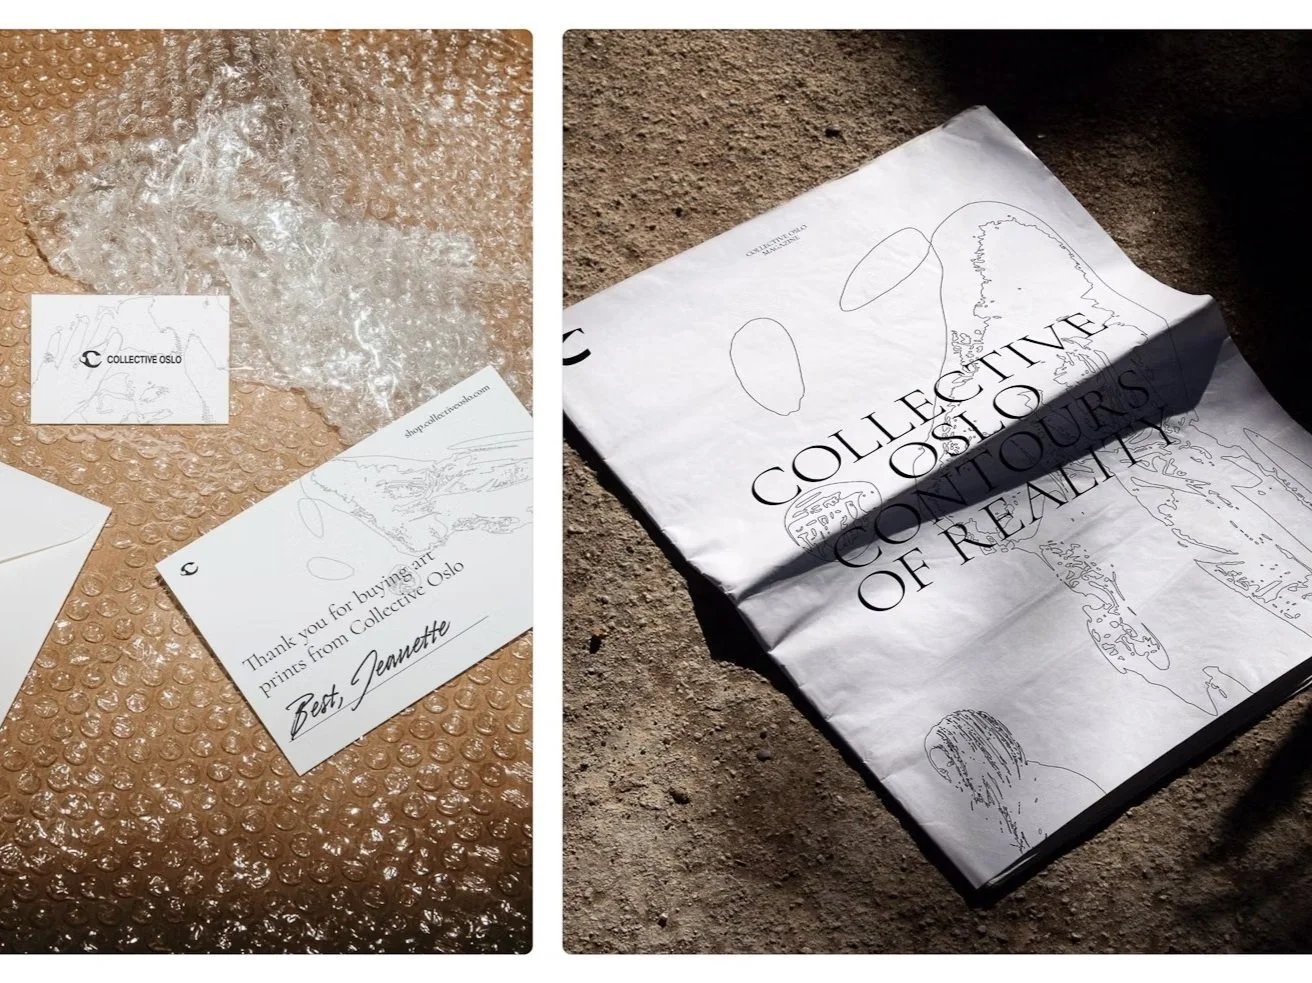 COLLECTIVE OSLO
shop.collectiveoslo.com
Thank you for buying art
prints from Collective Oslo
Best, Jeanette
COLLECTIVE OSLO
MAGAZINE
COLLECTIVE
OSLO
CONTOURS
OF REALITY